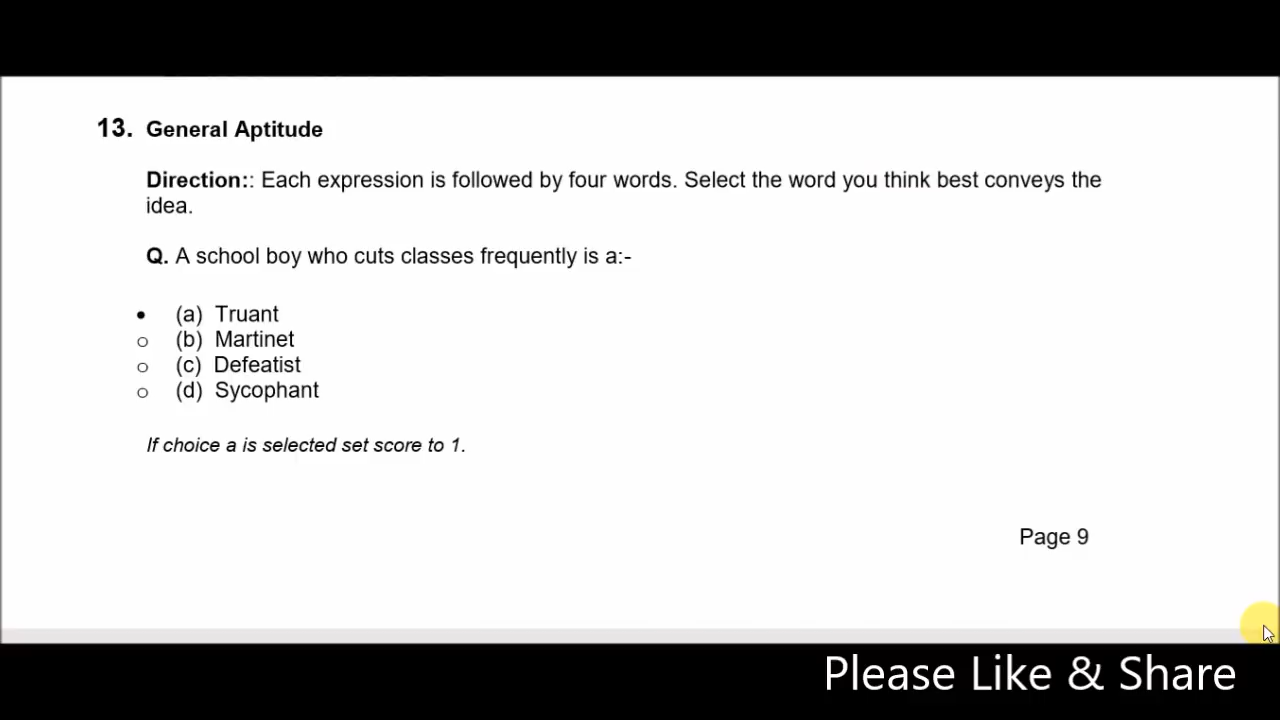 13. General Aptitude
Direction:: Each expression is followed by four words. Select the word you think best conveys the
idea.
Q. A school boy who cuts classes frequently is a:-
• (a) Truant
o (b) Martinet
o (c) Defeatist
o (d) Sycophant
If choice a is selected set score to 1.
Page 9
Please Like & Share